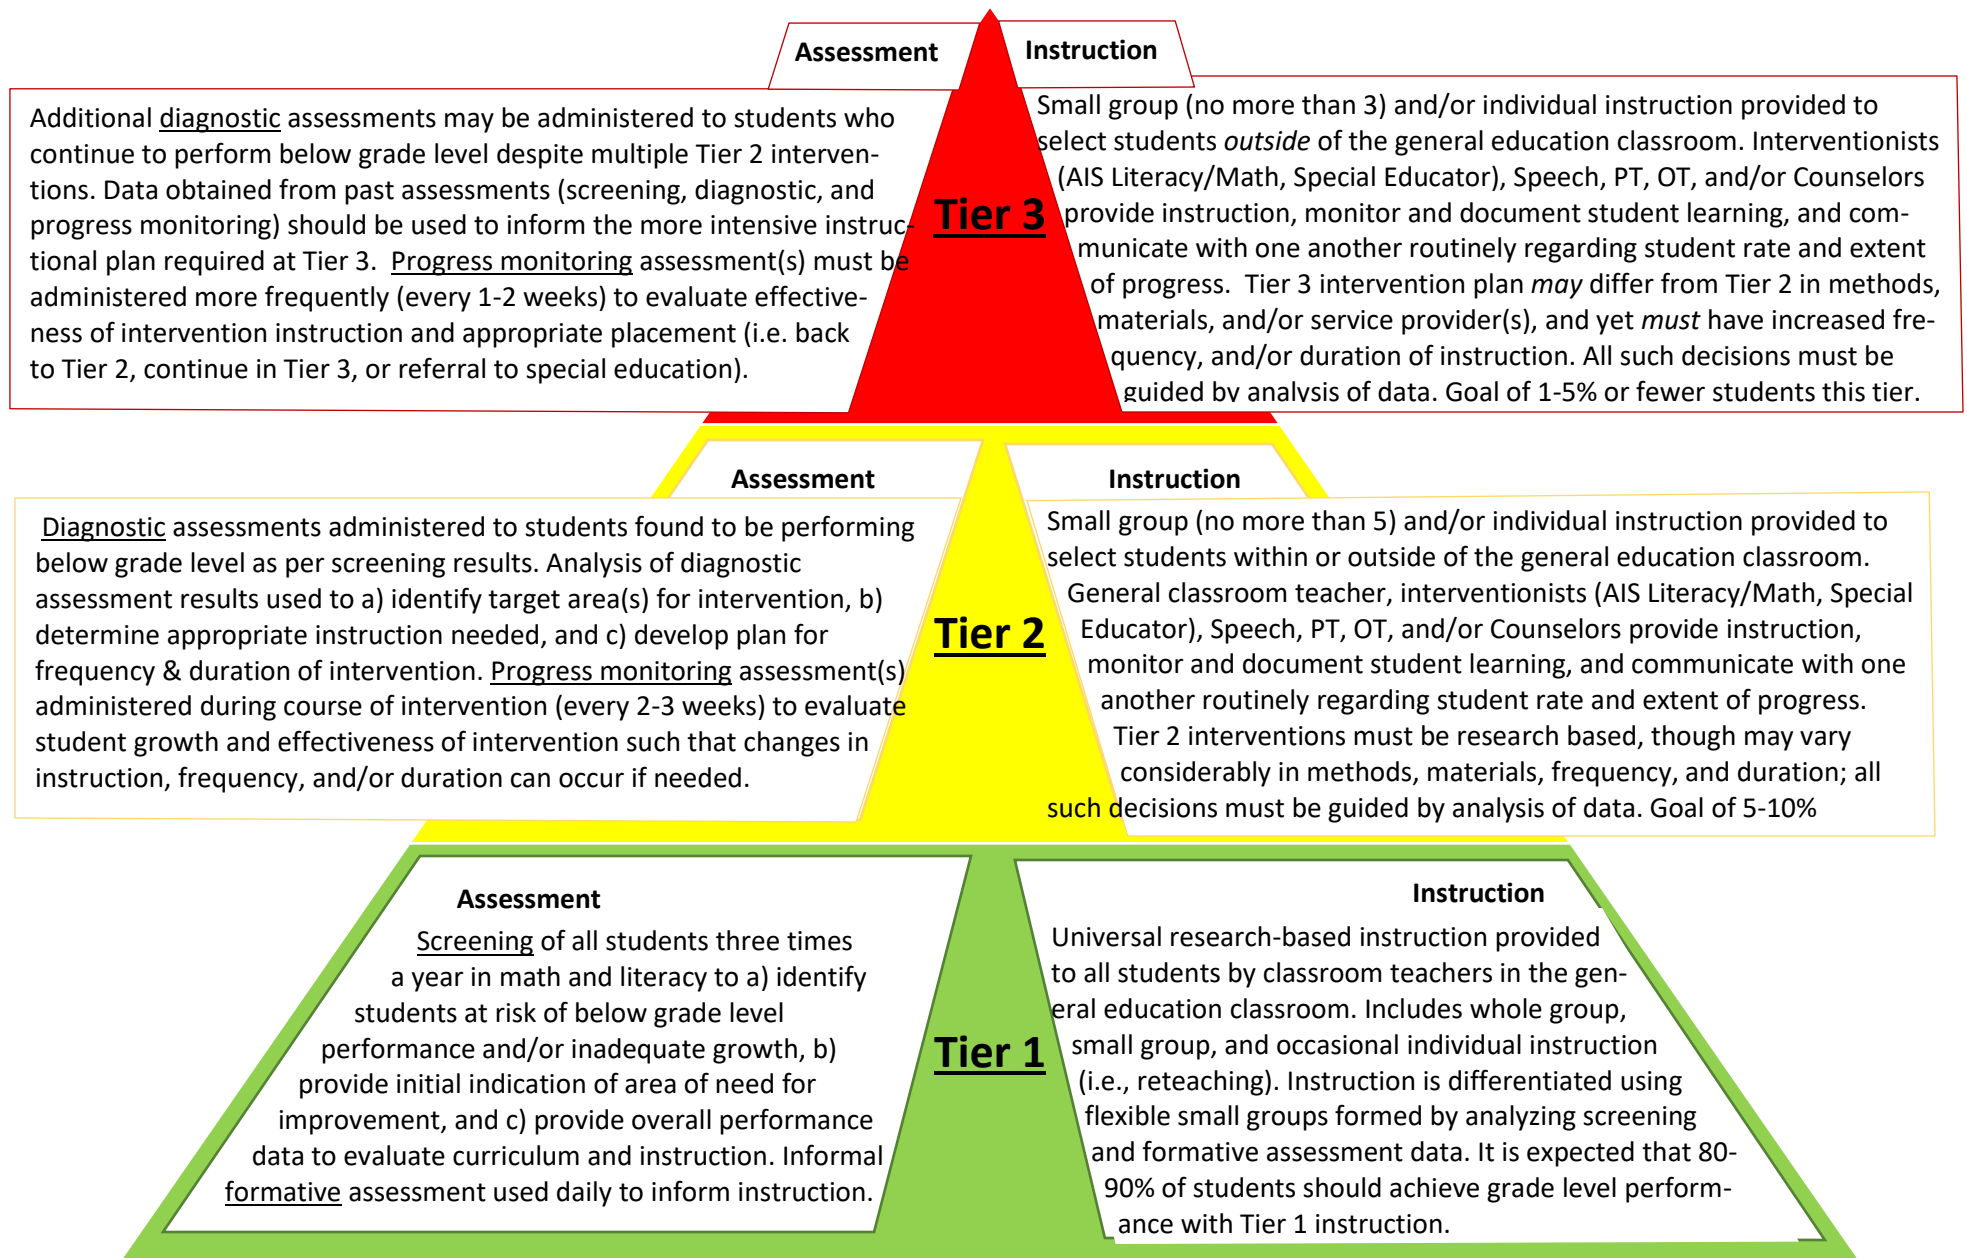 Assessment
Additional diagnostic assessments may be administered to students who
continue to perform below grade level despite multiple Tier 2 interven-
tions. Data obtained from past assessments (screening, diagnostic, and
progress monitoring) should be used to inform the more intensive instruc-
tional plan required at Tier 3.  Progress monitoring assessment(s) must be
administered more frequently (every 1-2 weeks) to evaluate effective-
ness of intervention instruction and appropriate placement (i.e. back
to Tier 2, continue in Tier 3, or referral to special education).
Tier 3
Instruction
Small group (no more than 3) and/or individual instruction provided to
select students outside of the general education classroom. Interventionists
(AIS Literacy/Math, Special Educator), Speech, PT, OT, and/or Counselors
provide instruction, monitor and document student learning, and com-
municate with one another routinely regarding student rate and extent
of progress.  Tier 3 intervention plan may differ from Tier 2 in methods,
materials, and/or service provider(s), and yet must have increased fre-
quency, and/or duration of instruction. All such decisions must be
guided by analysis of data. Goal of 1-5% or fewer students this tier.
Assessment
Diagnostic assessments administered to students found to be performing
below grade level as per screening results. Analysis of diagnostic
assessment results used to a) identify target area(s) for intervention, b)
determine appropriate instruction needed, and c) develop plan for
frequency & duration of intervention. Progress monitoring assessment(s)
administered during course of intervention (every 2-3 weeks) to evaluate
student growth and effectiveness of intervention such that changes in
instruction, frequency, and/or duration can occur if needed.
Tier 2
Instruction
Small group (no more than 5) and/or individual instruction provided to
select students within or outside of the general education classroom.
General classroom teacher, interventionists (AIS Literacy/Math, Special
Educator), Speech, PT, OT, and/or Counselors provide instruction,
monitor and document student learning, and communicate with one
another routinely regarding student rate and extent of progress.
Tier 2 interventions must be research based, though may vary
considerably in methods, materials, frequency, and duration; all
such decisions must be guided by analysis of data. Goal of 5-10%
Assessment
Screening of all students three times
a year in math and literacy to a) identify
students at risk of below grade level
performance and/or inadequate growth, b)
provide initial indication of area of need for
improvement, and c) provide overall performance
data to evaluate curriculum and instruction. Informal
formative assessment used daily to inform instruction.
Tier 1
Instruction
Universal research-based instruction provided
to all students by classroom teachers in the gen-
eral education classroom. Includes whole group,
small group, and occasional individual instruction
(i.e., reteaching). Instruction is differentiated using
flexible small groups formed by analyzing screening
and formative assessment data. It is expected that 80-
90% of students should achieve grade level perform-
ance with Tier 1 instruction.